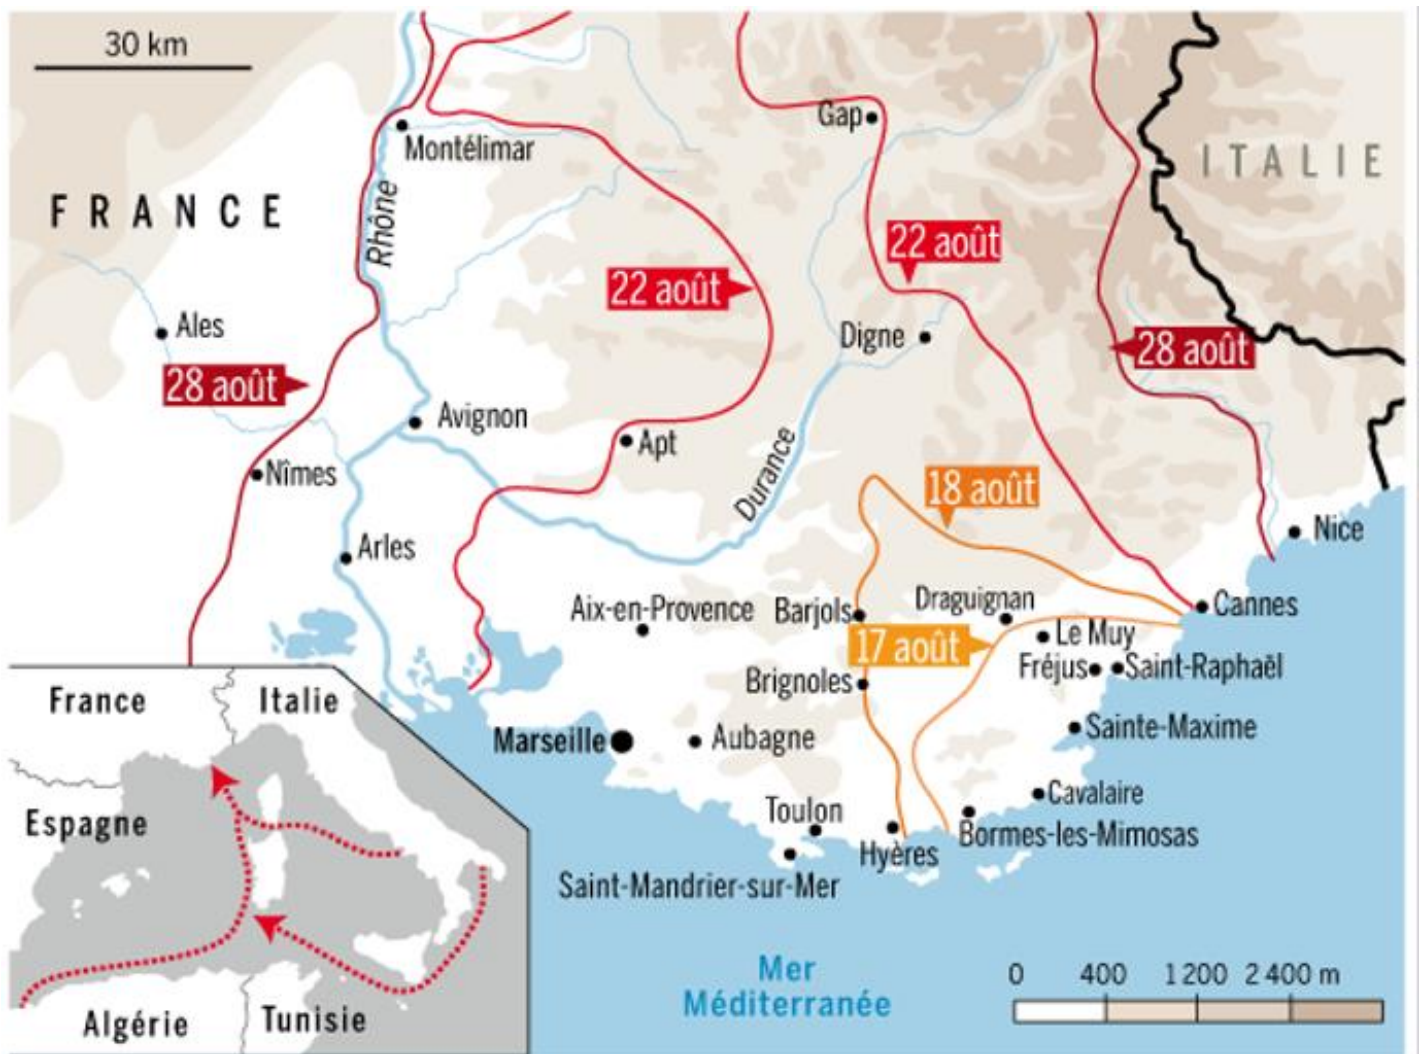 30 km
Gap
Montélimar
ITALIE
FRANCE
Rhône
22 août
22 août
Ales
Digne
28 août
28 août
Avignon
Apt
Nîmes
Durance
18 août
Nice
Arles
Aix-en-Provence
Barjols
Draguignan
Cannes
17 août
Le Muy
Fréjus
Saint-Raphaël
Brignoles
France
Italie
Marseille
Aubagne
Sainte-Maxime
Espagne
Toulon
Cavalaire
Bormes-les-Mimosas
Hyères
Saint-Mandrier-sur-Mer
Mer
Méditerranée
0 400 1 200 2 400 m
Algérie
Tunisie